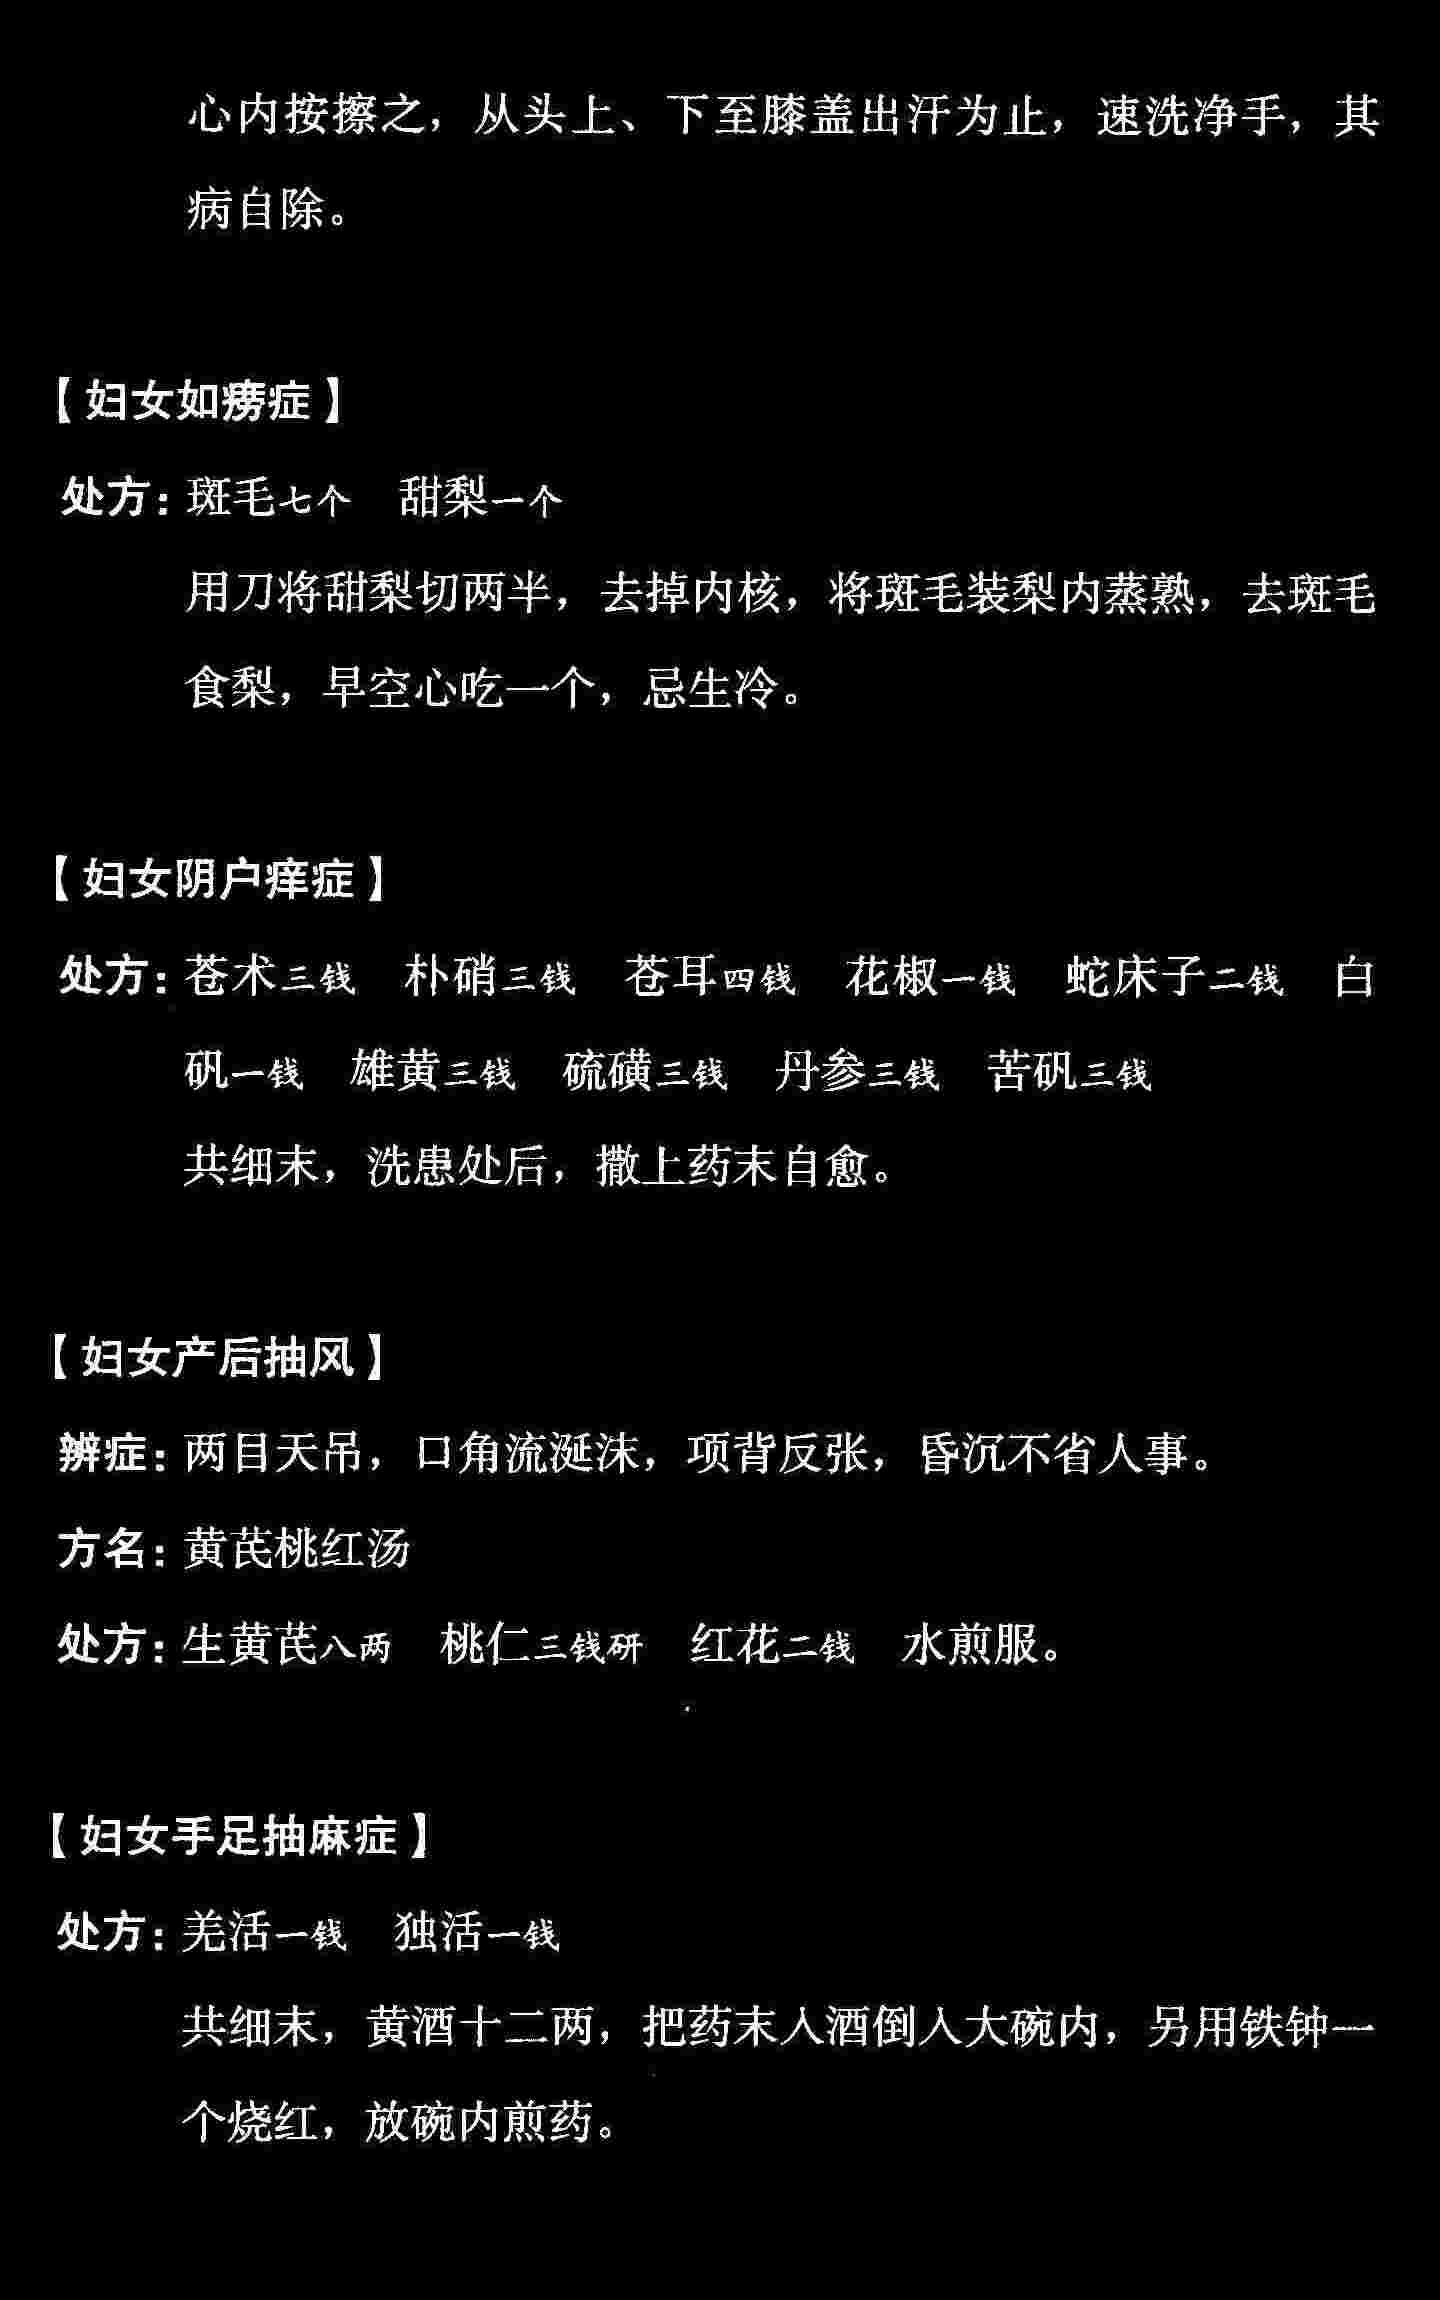 心内按擦之，从头上、下至膝盖出汗为止，速洗净手，其
病自除。
【妇女如痨症】
处方：斑毛七个 甜梨一个
用刀将甜梨切两半，去掉内核，将斑毛装梨内蒸熟，去斑毛
食梨，早空心吃一个，忌生冷。
【妇女阴户痒症】
处方：苍术三钱 朴硝三钱 苍耳四钱 花椒一钱 蛇床子二钱 白
矾一钱 雄黄三钱 硫磺三钱 丹参三钱 苦矾三钱
共细末，洗患处后，撒上药末自愈。
【妇女产后抽风】
辨症：两目天吊，口角流涎沫，项背反张，昏沉不省人事。
方名：黄芪桃红汤
处方：生黄芪八两 桃仁三钱研 红花二钱 水煎服。
【妇女手足抽麻症】
处方：羌活一钱 独活一钱
共细末，黄酒十二两，把药末入酒倒入大碗内，另用铁钟一
个烧红，放碗内煎药。